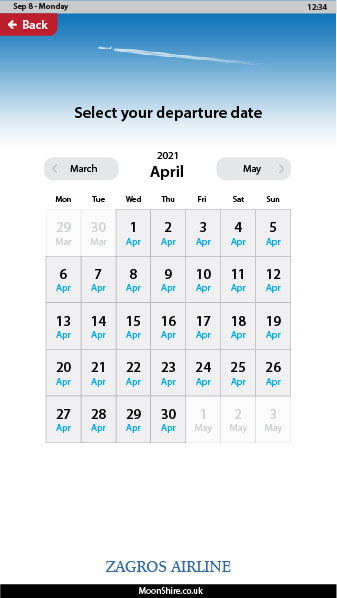 Sep 8 - Monday 12:34
Back
Select your departure date
2021
March April May
Mon Tue Wed Thu Fri Sat Sun
29 30 1 2 3 4 5
Mar Mar Apr Apr Apr Apr Apr
6 7 8 9 10 11 12
Apr Apr Apr Apr Apr Apr Apr
13 14 15 16 17 18 19
Apr Apr Apr Apr Apr Apr Apr
20 21 22 23 24 25 26
Apr Apr Apr Apr Apr Apr Apr
27 28 29 30 1 2 3
Apr Apr Apr Apr May May May
ZAGROS AIRLINE
MoonShire.co.uk